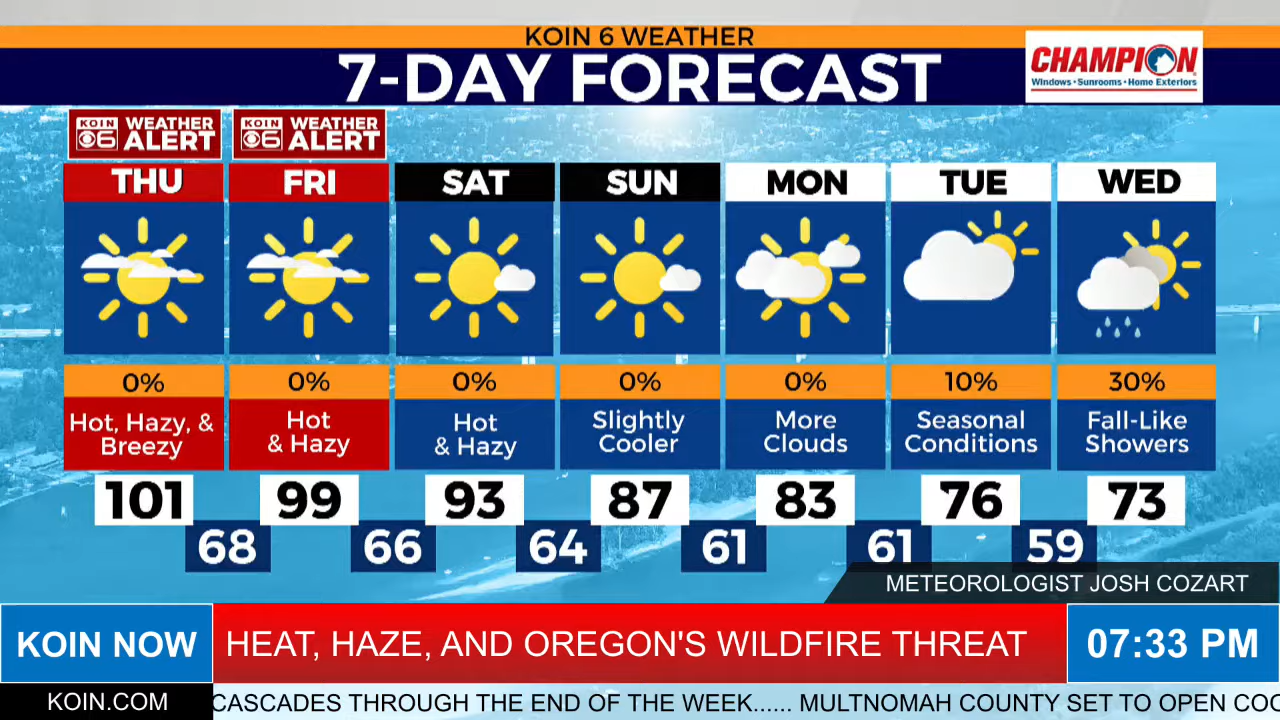 KOIN 6 WEATHER
7-DAY FORECAST
CHAMPION
Windows • Sunrooms • Home Exteriors
KOIN 6 WEATHER ALERT
KOIN 6 WEATHER ALERT
THU FRI SAT SUN MON TUE WED
0% 0% 0% 0% 0% 10% 30%
Hot, Hazy, & Breezy
Hot & Hazy
Hot & Hazy
Slightly Cooler
More Clouds
Seasonal Conditions
Fall-Like Showers
101 99 93 87 83 76 73
68 66 64 61 61 59
METEOROLOGIST JOSH COZART
KOIN NOW
HEAT, HAZE, AND OREGON'S WILDFIRE THREAT
07:33 PM
KOIN.COM
CASCADES THROUGH THE END OF THE WEEK...... MULTNOMAH COUNTY SET TO OPEN